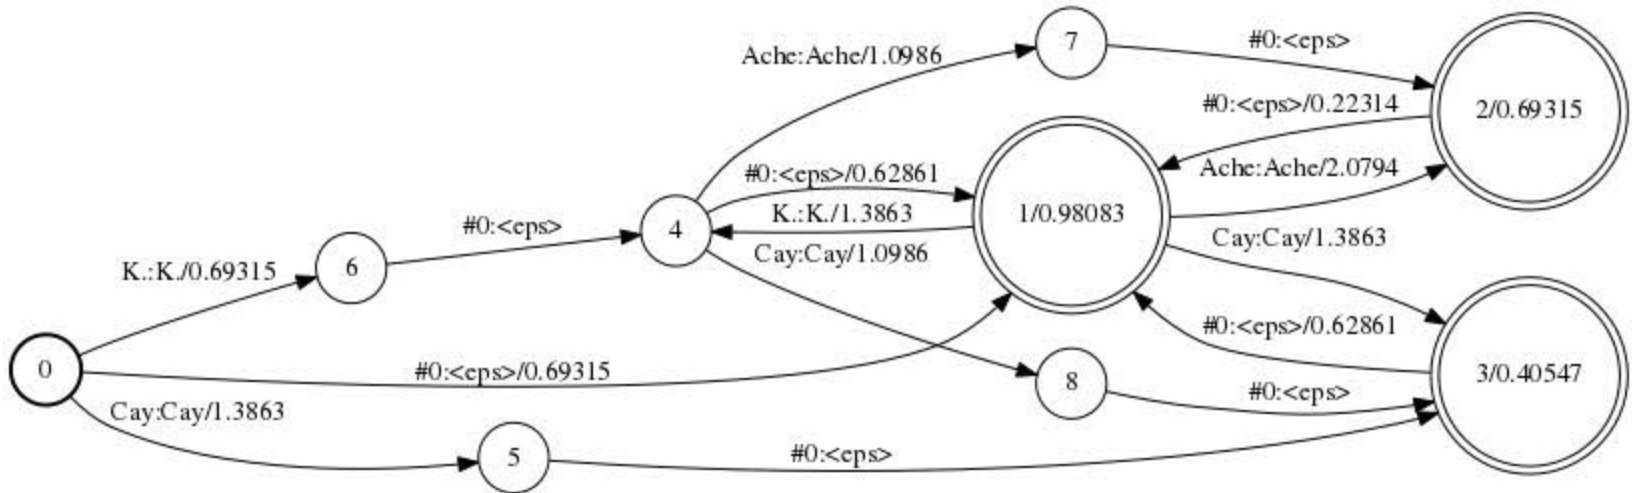 7
#0:<eps>
Ache:Ache/1.0986
#0:<eps>/0.22314
2/0.69315
#0:<eps>/0.62861
Ache:Ache/2.0794
K.:K./1.3863
1/0.98083
#0:<eps>
4
Cay:Cay/1.0986
Cay:Cay/1.3863
K.:K./0.69315
6
#0:<eps>/0.62861
0
#0:<eps>/0.69315
8
#0:<eps>
3/0.40547
Cay:Cay/1.3863
5
#0:<eps>